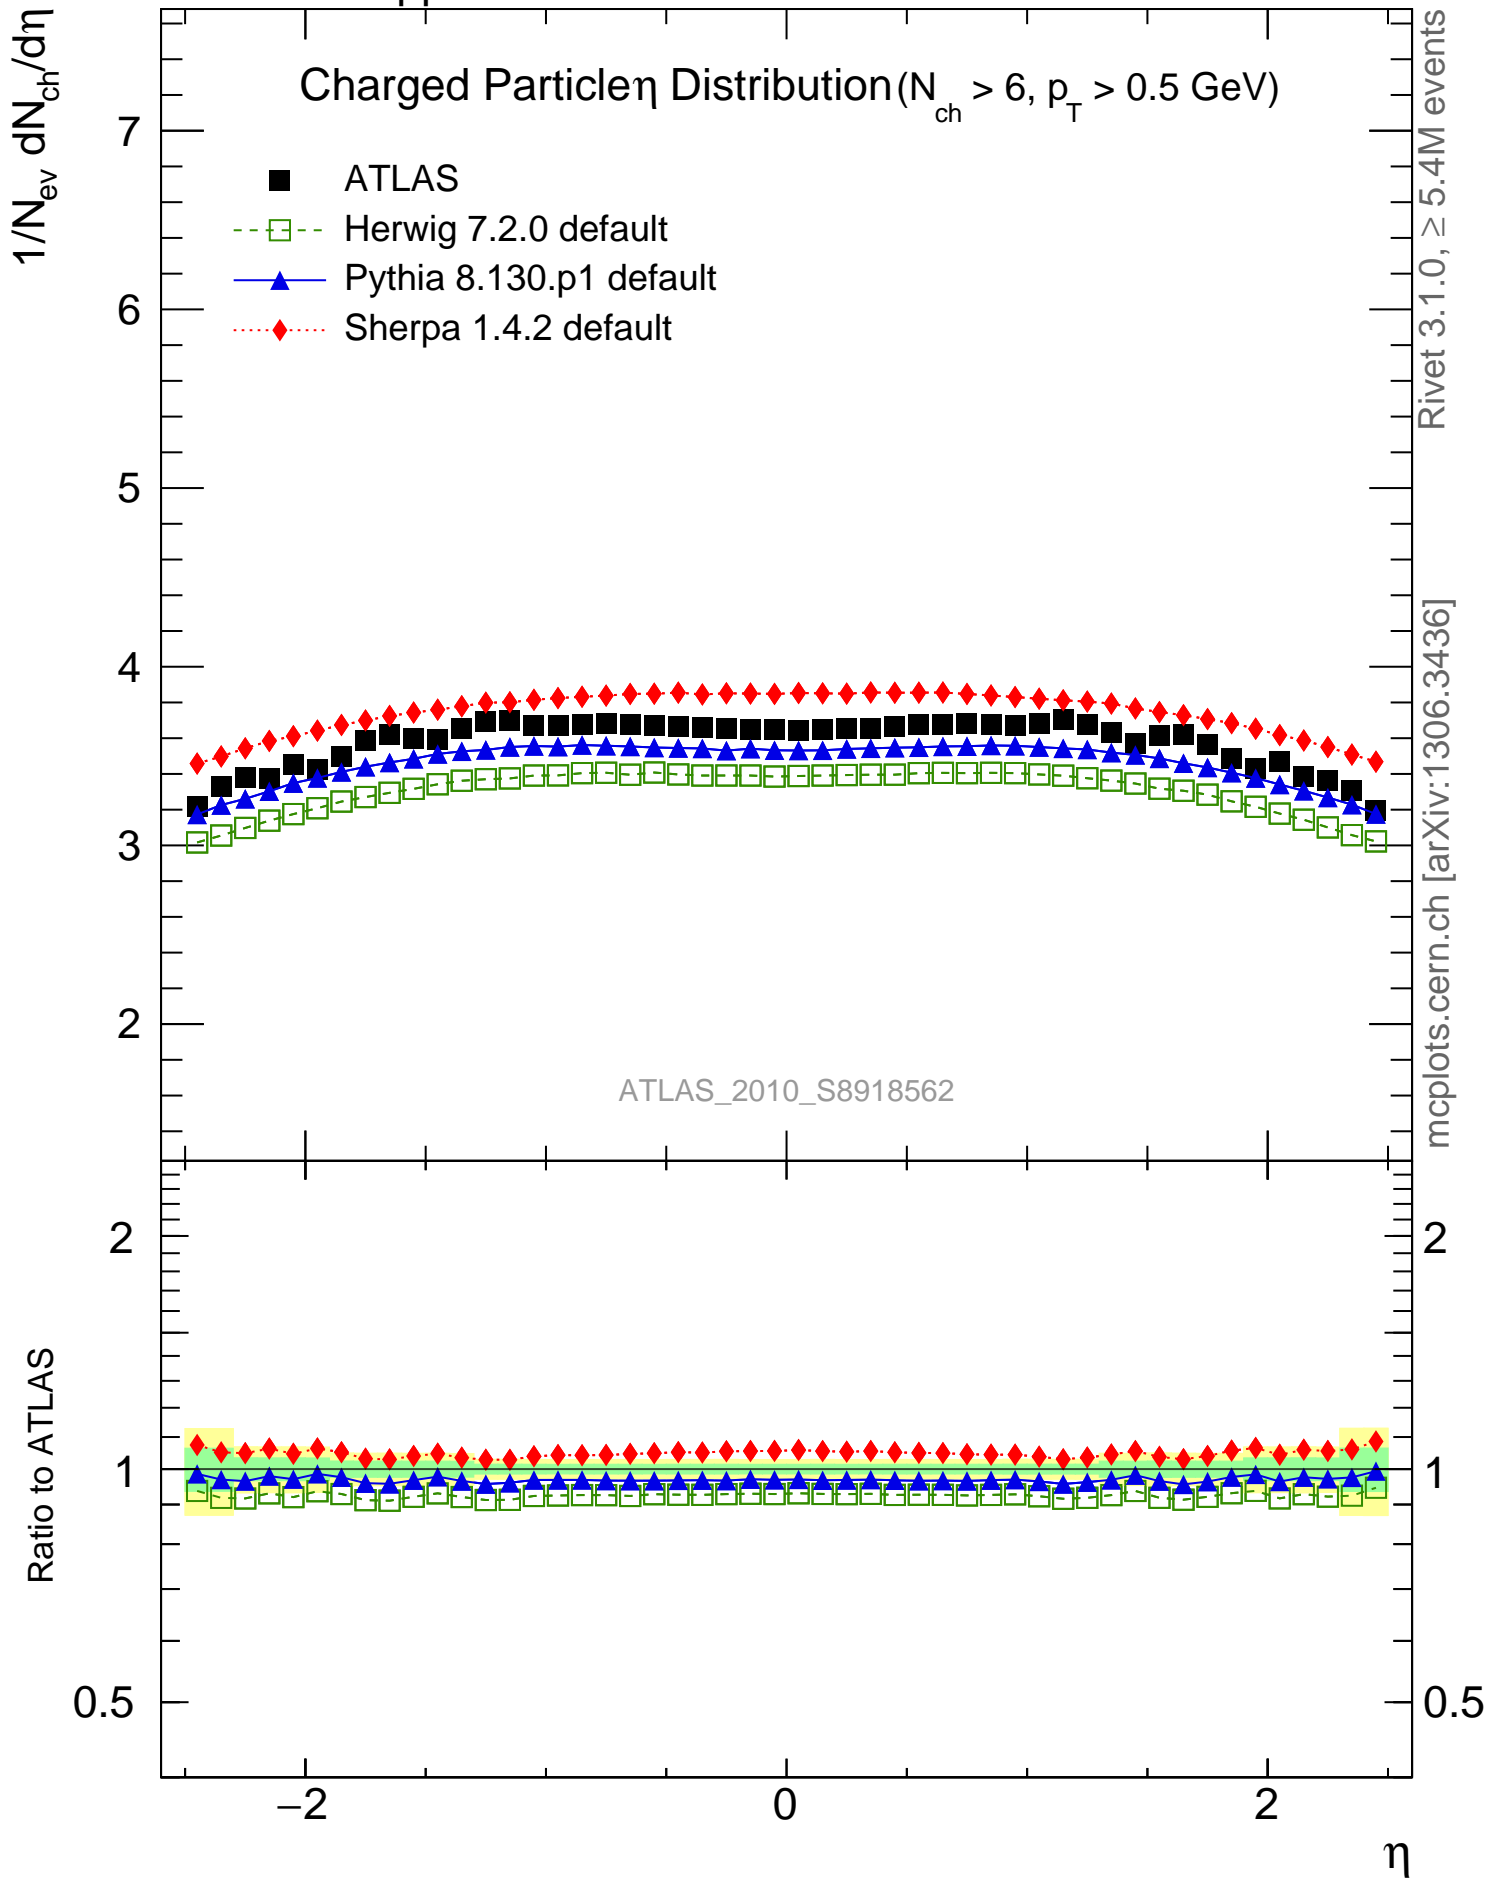 1/N_ev dN_ch/dη
Charged Particleη Distribution(N_ch > 6, p_T > 0.5 GeV)
ATLAS
Herwig 7.2.0 default
Pythia 8.130.p1 default
Sherpa 1.4.2 default
7
6
5
4
3
2
ATLAS_2010_S8918562
Rivet 3.1.0, ≥ 5.4M events
mcplots.cern.ch [arXiv:1306.3436]
Ratio to ATLAS
2
1
0.5
2
1
0.5
−2
0
2
η